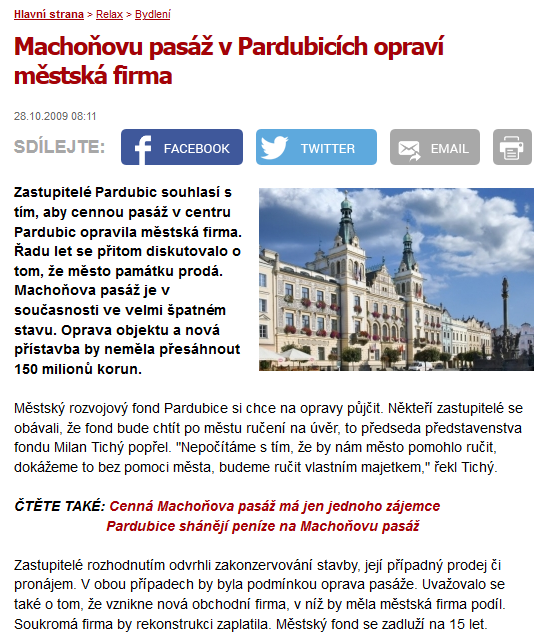 Hlavní strana > Relax > Bydlení
Machoňovu pasáž v Pardubicích opraví
městská firma
28.10.2009 08:11
SDÍLEJTE: FACEBOOK TWITTER EMAIL
Zastupitelé Pardubic souhlasí s
tím, aby cennou pasáž v centru
Pardubic opravila městská firma.
Řadu let se přitom diskutovalo o
tom, že město památku prodá.
Machoňova pasáž je v
současnosti ve velmi špatném
stavu. Oprava objektu a nová
přístavba by neměla přesáhnout
150 milionů korun.
Městský rozvojový fond Pardubice si chce na opravy půjčit. Někteří zastupitelé se
obávali, že fond bude chtít po městu ručení na úvěr, to předseda představenstva
fondu Milan Tichý popřel. "Nepočítáme s tím, že by nám město pomohlo ručit,
dokážeme to bez pomoci města, budeme ručit vlastním majetkem," řekl Tichý.
ČTĚTE TAKÉ: Cenná Machoňova pasáž má jen jednoho zájemce
Pardubice shánějí peníze na Machoňovu pasáž
Zastupitelé rozhodnutím odvrhli zakonzervování stavby, její případný prodej či
pronájem. V obou případech by byla podmínkou oprava pasáže. Uvažovalo se
také o tom, že vznikne nová obchodní firma, v níž by měla městská firma podíl.
Soukromá firma by rekonstrukci zaplatila. Městský fond se zadluží na 15 let.